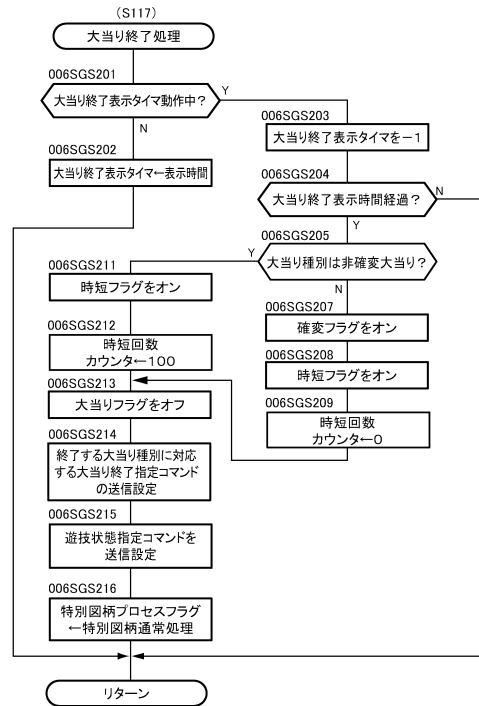 (S117)
大当り終了処理
006SGS201
大当り終了表示タイマ動作中？
Y
N
006SGS202
大当り終了表示タイマ←表示時間
006SGS203
大当り終了表示タイマを−1
006SGS204
大当り終了表示時間経過？
N
Y
006SGS205
大当り種別は非確変大当り？
Y
N
006SGS207
確変フラグをオン
006SGS208
時短フラグをオン
006SGS209
時短回数
カウンタ←0
006SGS211
時短フラグをオン
006SGS212
時短回数
カウンタ←100
006SGS213
大当りフラグをオフ
006SGS214
終了する大当り種別に対応
する大当り終了指定コマンド
の送信設定
006SGS215
遊技状態指定コマンドを
送信設定
006SGS216
特別図柄プロセスフラグ
←特別図柄通常処理
リターン